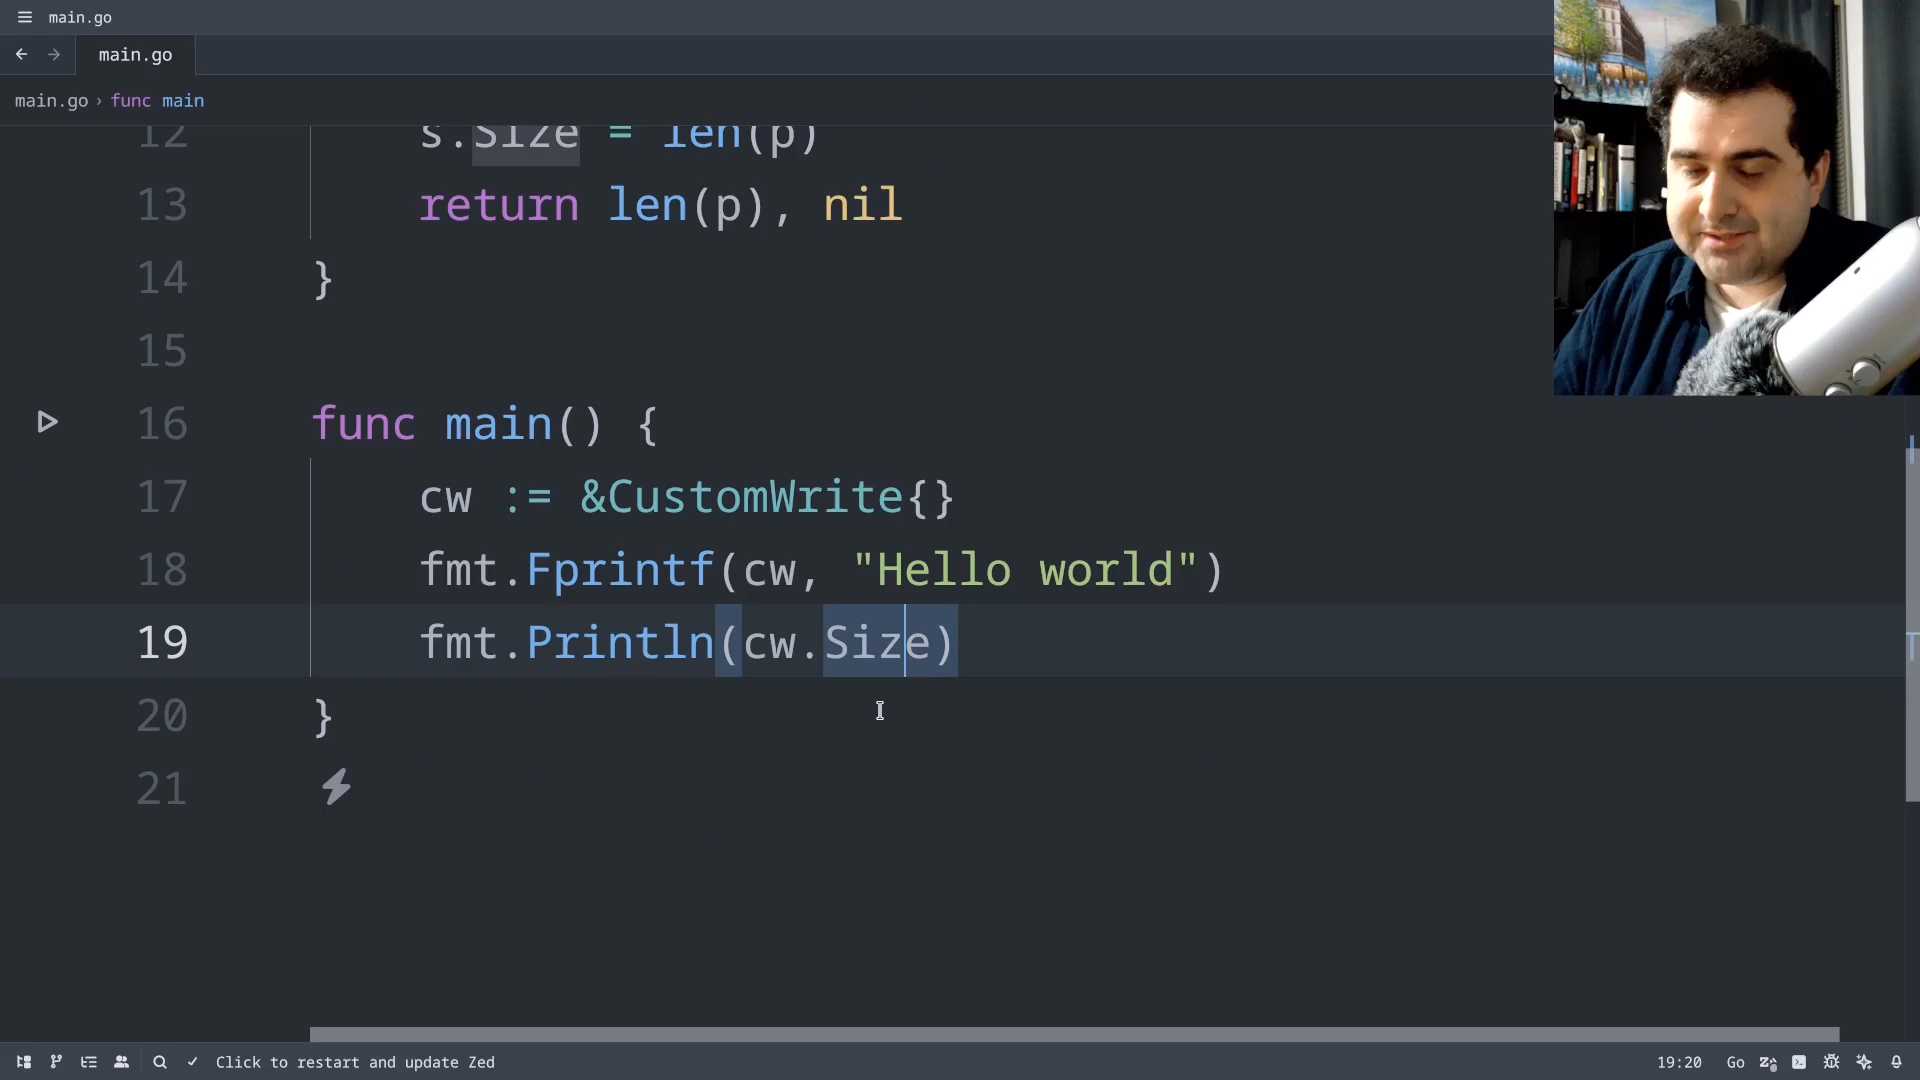 main.go
main.go
main.go › func main
12 s.Size = len(p)
13 return len(p), nil
14 }
15
16 func main() {
17 cw := &CustomWrite{}
18 fmt.Fprintf(cw, "Hello world")
19 fmt.Println(cw.Size)
20 }
21
Click to restart and update Zed
19:20 Go